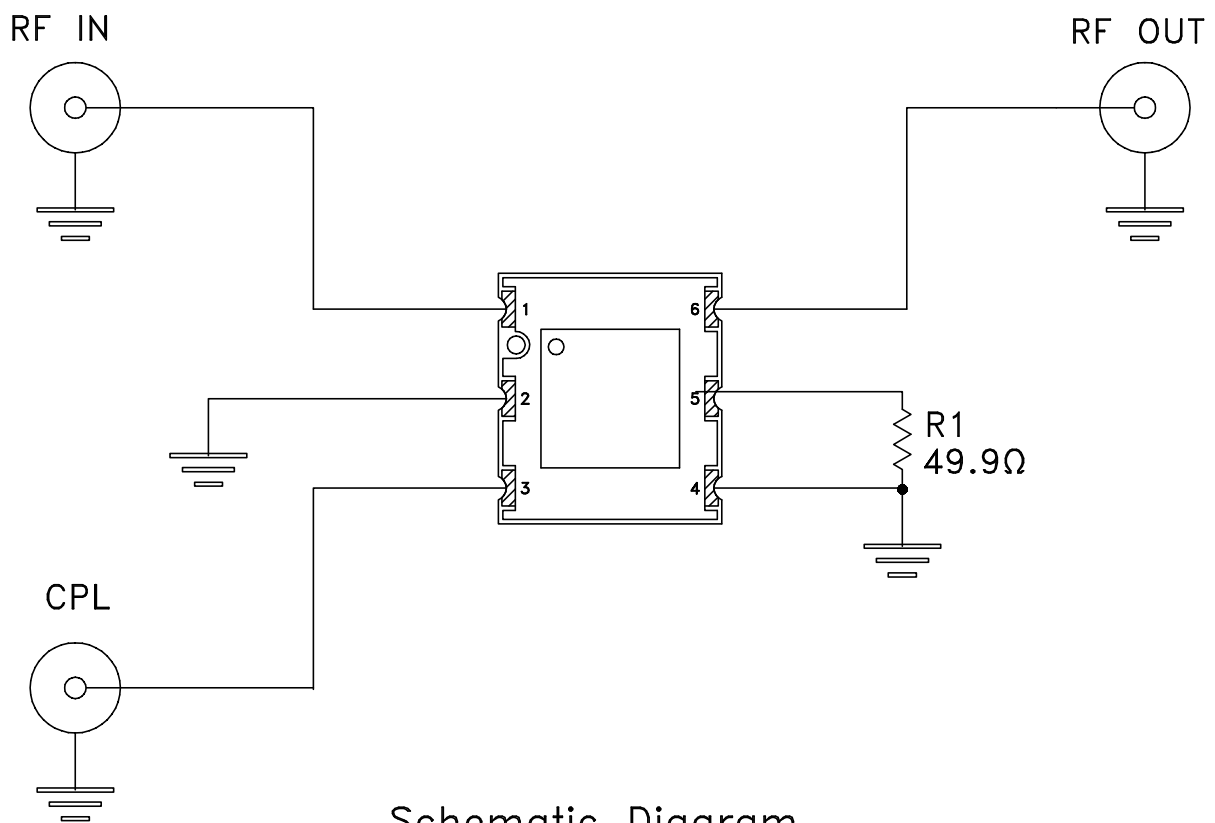 RF IN
RF OUT
1
6
2
5
R1
49.9Ω
3
4
CPL
Schematic Diagram